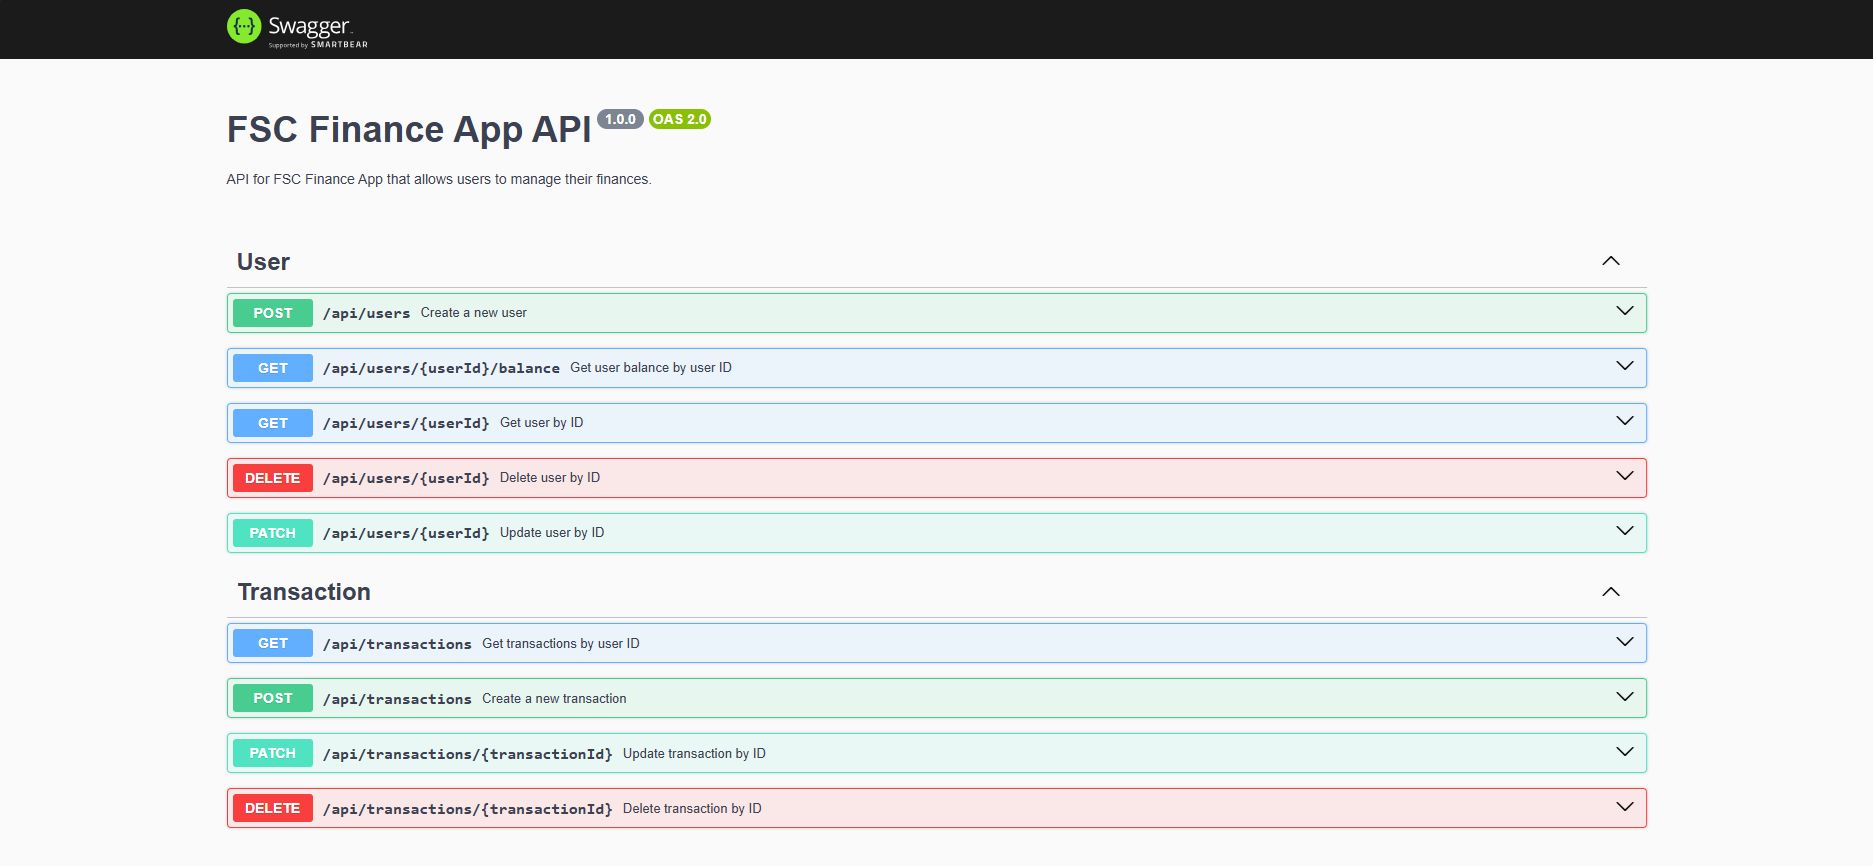 {···} Swagger™
Supported by SMARTBEAR
FSC Finance App API 1.0.0 OAS 2.0
API for FSC Finance App that allows users to manage their finances.
User
POST /api/users Create a new user
GET /api/users/{userId}/balance Get user balance by user ID
GET /api/users/{userId} Get user by ID
DELETE /api/users/{userId} Delete user by ID
PATCH /api/users/{userId} Update user by ID
Transaction
GET /api/transactions Get transactions by user ID
POST /api/transactions Create a new transaction
PATCH /api/transactions/{transactionId} Update transaction by ID
DELETE /api/transactions/{transactionId} Delete transaction by ID